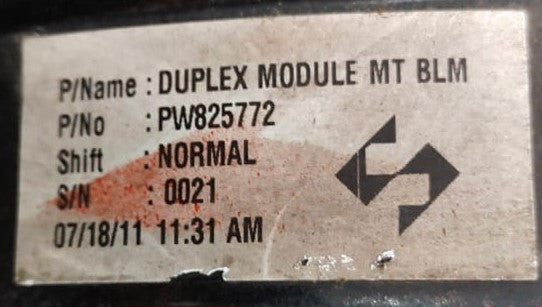 P/Name : DUPLEX MODULE MT BLM
P/No : PW825772
Shift : NORMAL
S/N : 0021
07/18/11 11:31 AM